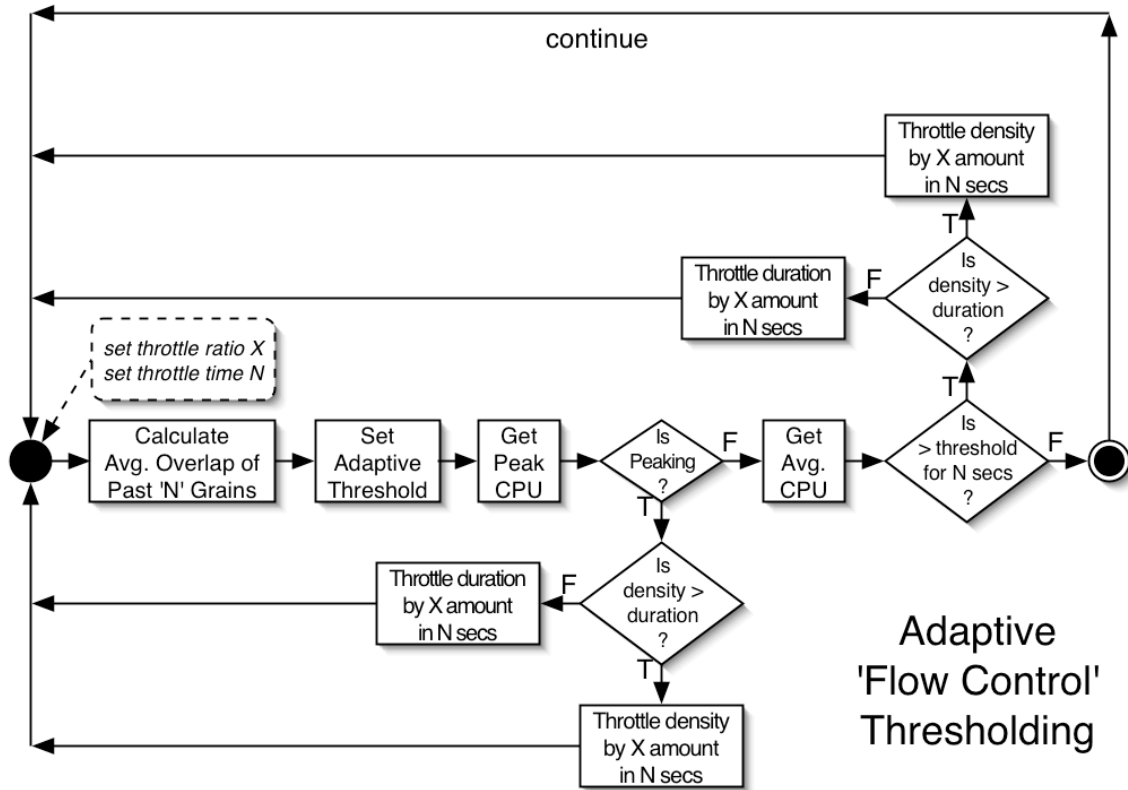 continue
Throttle density
by X amount
in N secs
T
Is
density >
duration
?
F
Throttle duration
by X amount
in N secs
set throttle ratio X
set throttle time N
T
Calculate
Avg. Overlap of
Past 'N' Grains
Set
Adaptive
Threshold
Get
Peak
CPU
Is
Peaking
?
F
Get
Avg.
CPU
Is
> threshold
for N secs
?
F
T
Is
density >
duration
?
F
Throttle duration
by X amount
in N secs
T
Throttle density
by X amount
in N secs
Adaptive
'Flow Control'
Thresholding